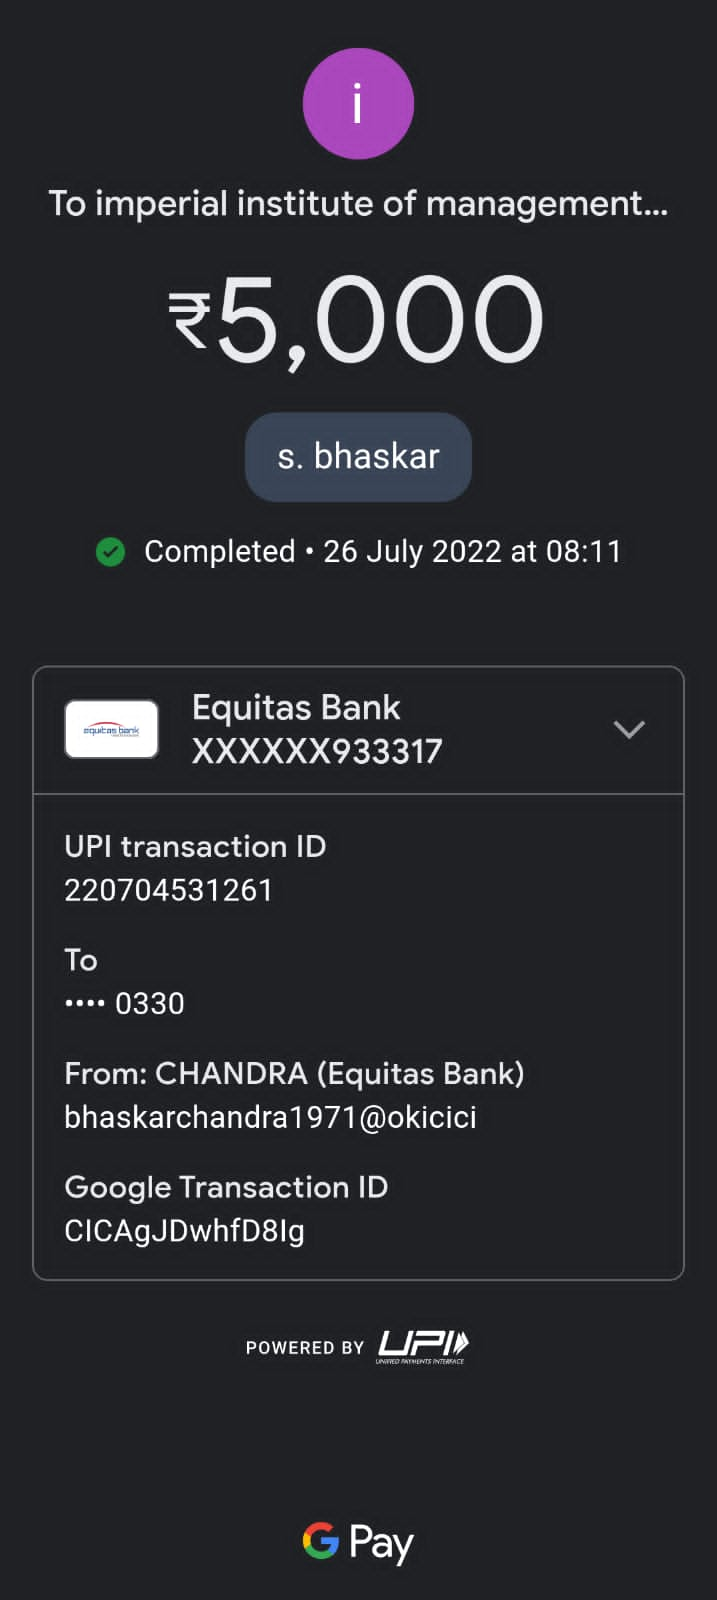 i
To imperial institute of management...
₹5,000
s. bhaskar
Completed • 26 July 2022 at 08:11
equitas bank
Equitas Bank
XXXXXX933317
UPI transaction ID
220704531261
To
•••• 0330
From: CHANDRA (Equitas Bank)
bhaskarchandra1971@okicici
Google Transaction ID
CICAgJDwhfD8Ig
POWERED BY UPI
UNIFIED PAYMENTS INTERFACE
G Pay